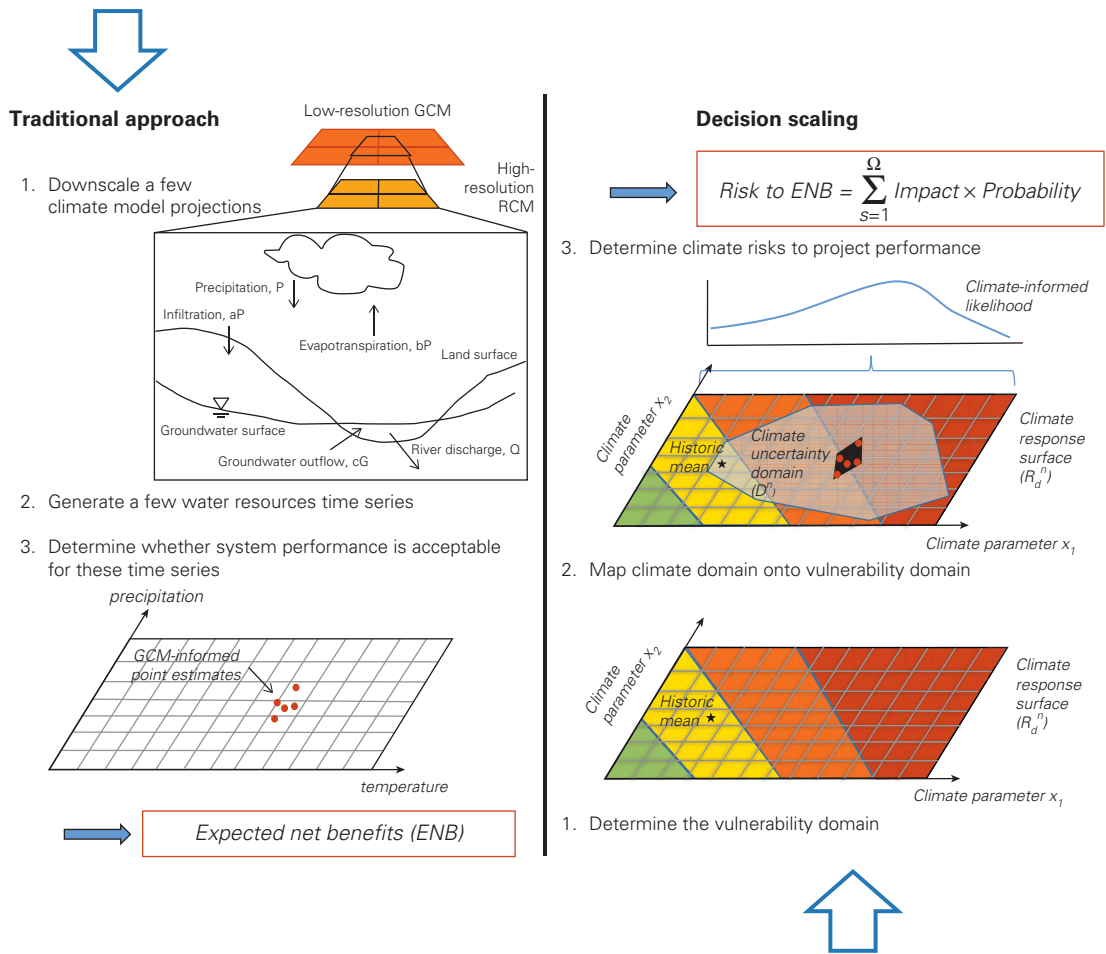 Traditional approach
Low-resolution GCM
High-
resolution
RCM
1. Downscale a few
climate model projections
Precipitation, P
Infiltration, aP
Evapotranspiration, bP
Land surface
Groundwater surface
River discharge, Q
Groundwater outflow, cG
2. Generate a few water resources time series
3. Determine whether system performance is acceptable
for these time series
precipitation
GCM-informed
point estimates
temperature
Expected net benefits (ENB)
Decision scaling
Risk to ENB = Ω∑s=1 Impact × Probability
3. Determine climate risks to project performance
Climate-informed
likelihood
Climate
parameter x2
Historic
mean
Climate
uncertainty
domain
(Dⁿ)
Climate
response
surface
(Rdⁿ)
Climate parameter x1
2. Map climate domain onto vulnerability domain
Climate
parameter x2
Historic
mean
Climate
response
surface
(Rdⁿ)
Climate parameter x1
1. Determine the vulnerability domain